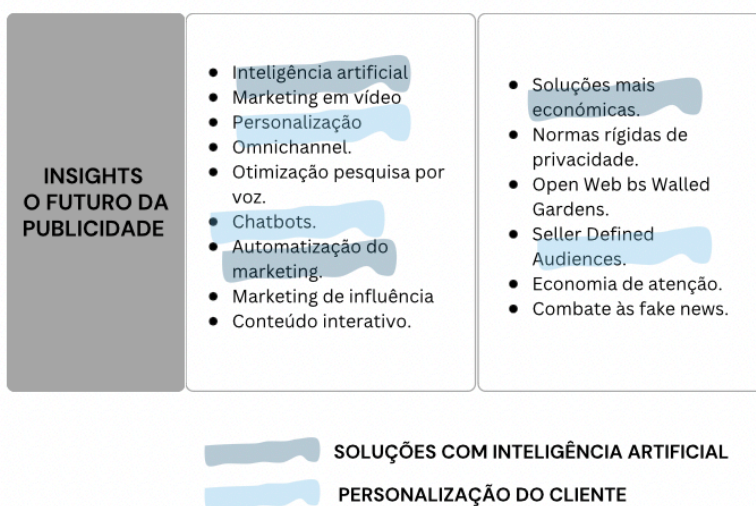 INSIGHTS
O FUTURO DA
PUBLICIDADE
Inteligência artificial
Marketing em vídeo
Personalização
Omnichannel.
Otimização pesquisa por
voz.
Chatbots.
Automatização do
marketing.
Marketing de influência
Conteúdo interativo.
Soluções mais
económicas.
Normas rígidas de
privacidade.
Open Web bs Walled
Gardens.
Seller Defined
Audiences.
Economia de atenção.
Combate às fake news.
SOLUÇÕES COM INTELIGÊNCIA ARTIFICIAL
PERSONALIZAÇÃO DO CLIENTE